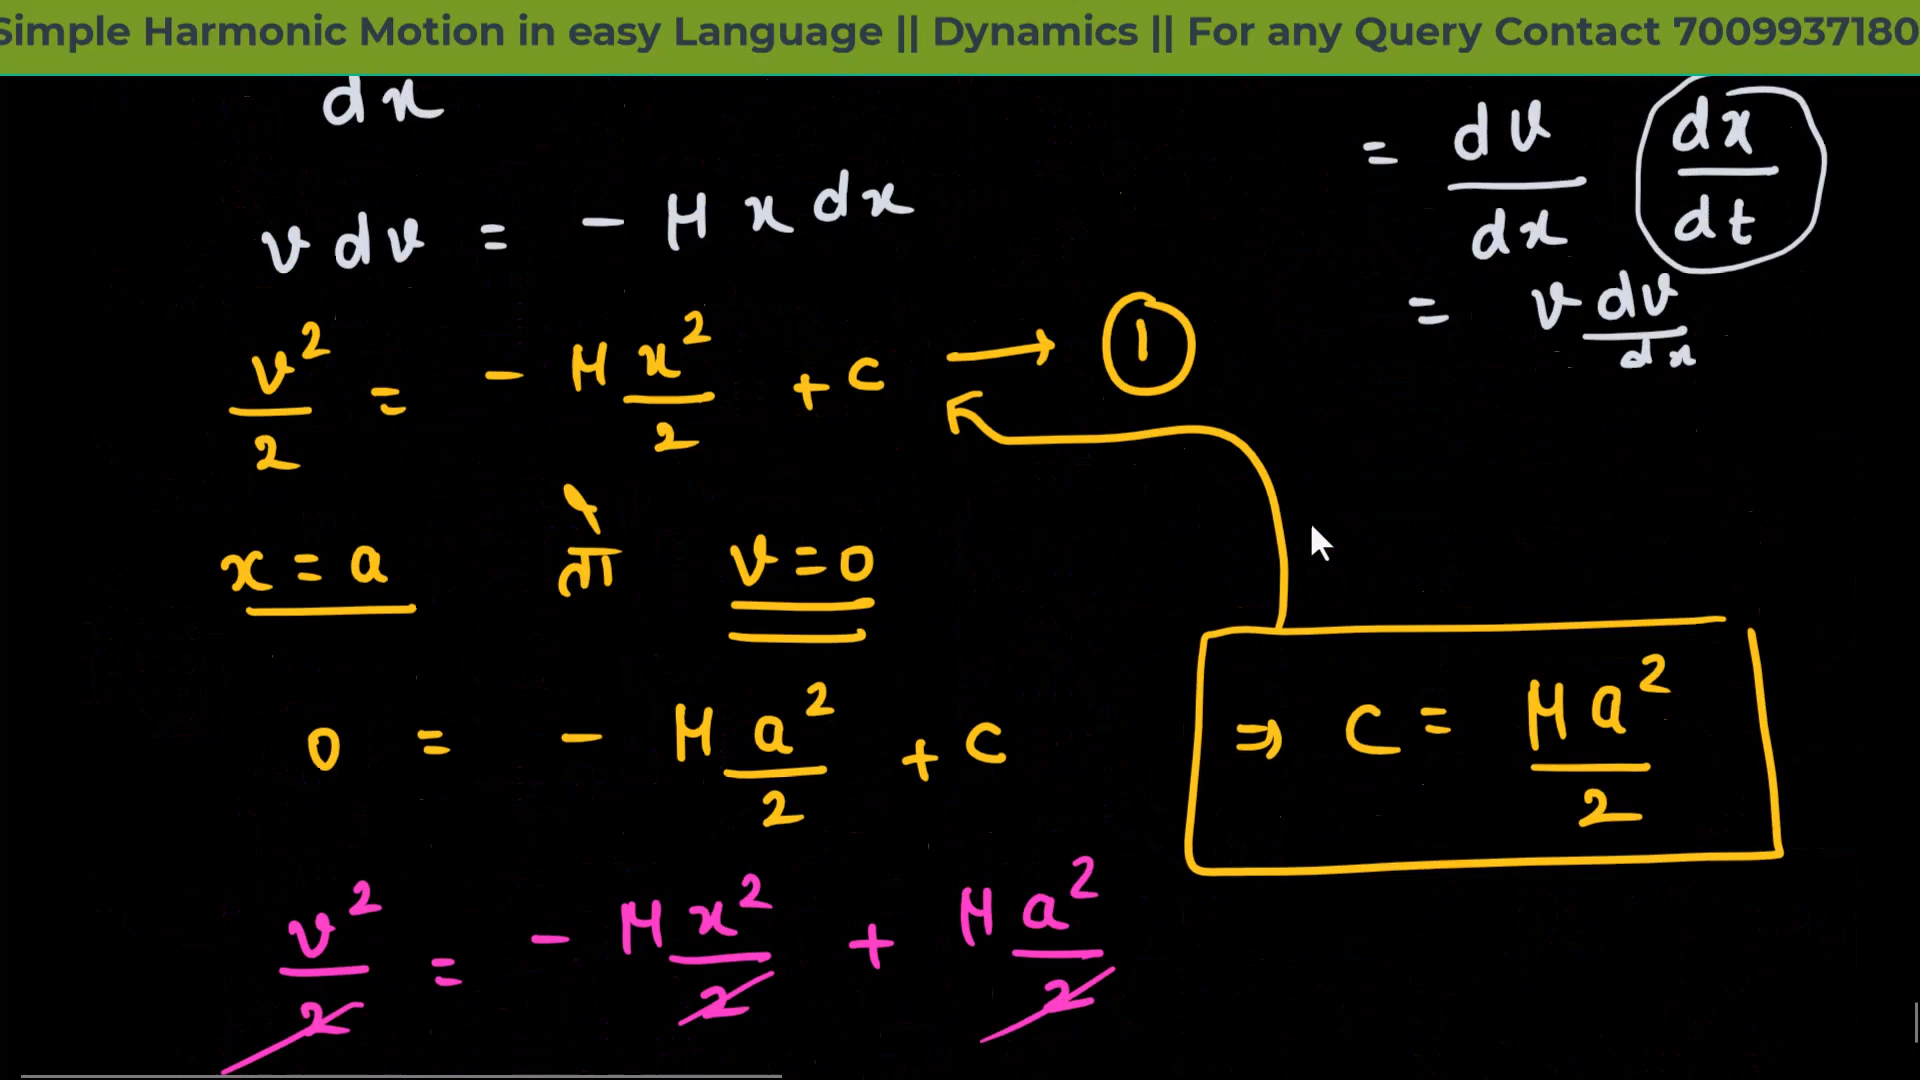 Simple Harmonic Motion in easy Language || Dynamics || For any Query Contact 7009937180
dx
= dv/dx dx/dt
v dv = - μ x dx
= v dv/dx
v²/2 = - μ x²/2 + c → ①
x = a तो v = 0
0 = - μ a²/2 + c
⇒ c = μ a²/2
v²/2 = - μ x²/2 + μ a²/2